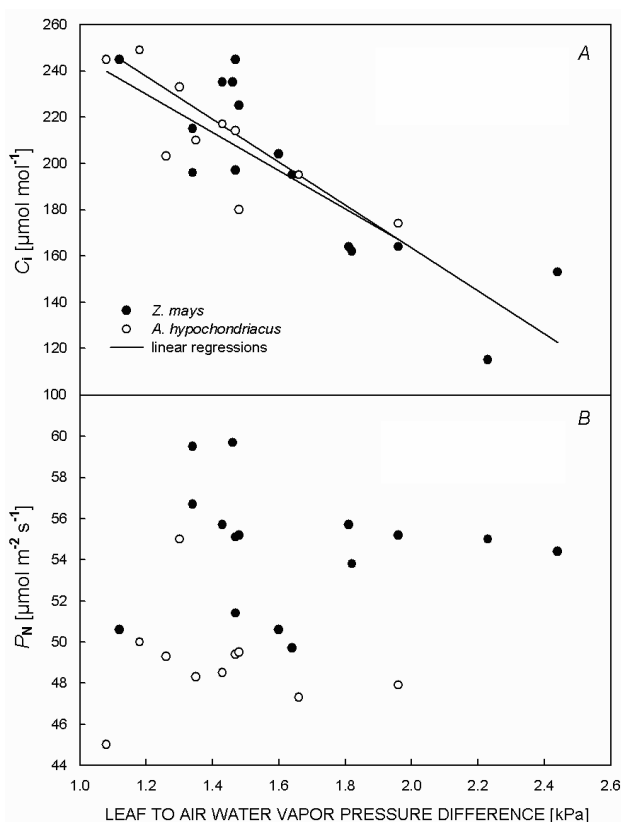 260
A
240
220
200
180
160
140
120
100
Ci [μmol mol-1]
Z. mays
A. hypochondriacus
linear regressions
B
60
58
56
54
52
50
48
46
44
PN [μmol m-2 s-1]
1.0 1.2 1.4 1.6 1.8 2.0 2.2 2.4 2.6
LEAF TO AIR WATER VAPOR PRESSURE DIFFERENCE [kPa]